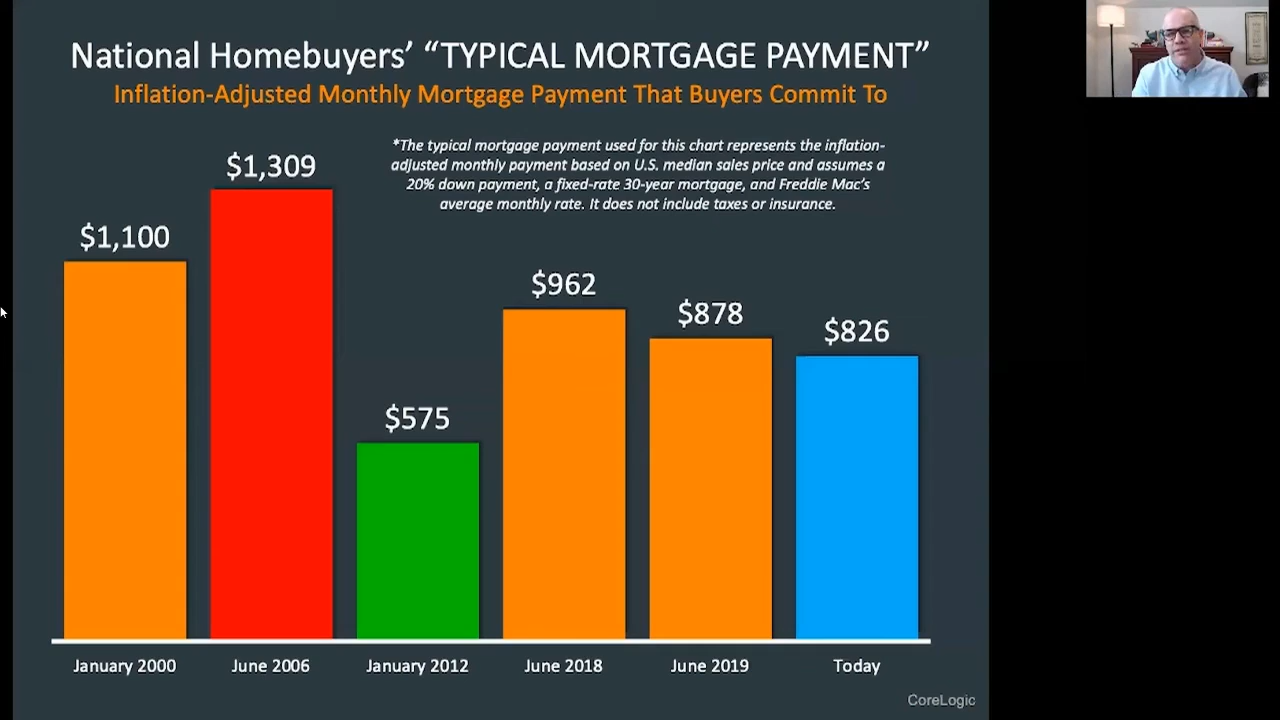 National Homebuyers’ “TYPICAL MORTGAGE PAYMENT”
Inflation-Adjusted Monthly Mortgage Payment That Buyers Commit To
*The typical mortgage payment used for this chart represents the inflation-
adjusted monthly payment based on U.S. median sales price and assumes a
20% down payment, a fixed-rate 30-year mortgage, and Freddie Mac’s
average monthly rate. It does not include taxes or insurance.
$1,100
$1,309
$575
$962
$878
$826
January 2000
June 2006
January 2012
June 2018
June 2019
Today
CoreLogic